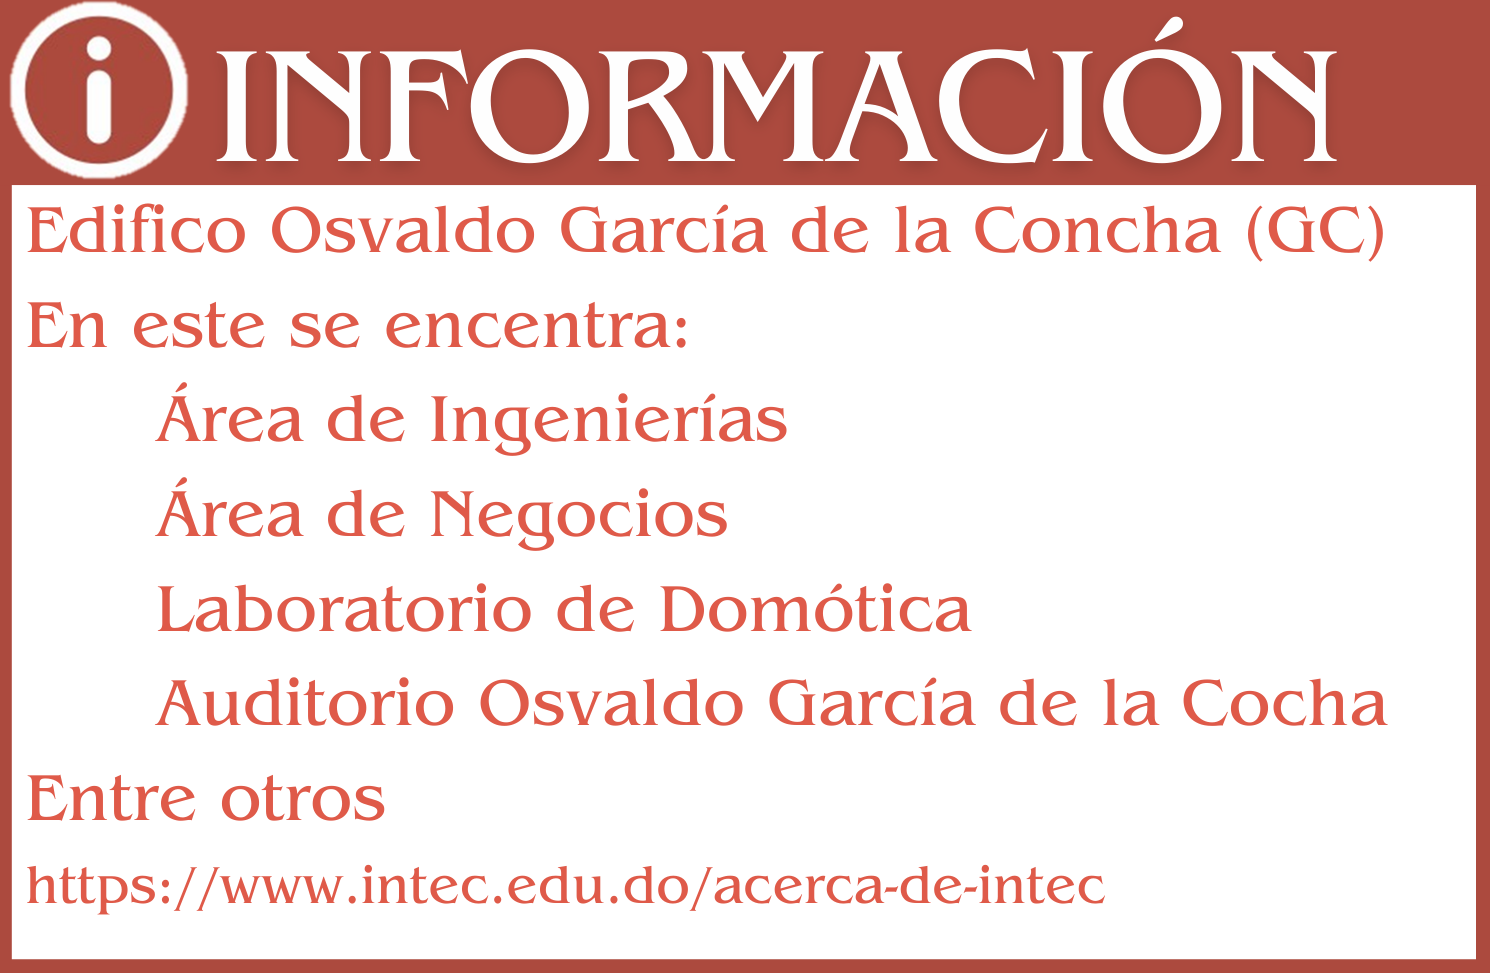 INFORMACIÓN
Edifico Osvaldo García de la Concha (GC)
En este se encentra:
Área de Ingenierías
Área de Negocios
Laboratorio de Domótica
Auditorio Osvaldo García de la Cocha
Entre otros
https://www.intec.edu.do/acerca-de-intec